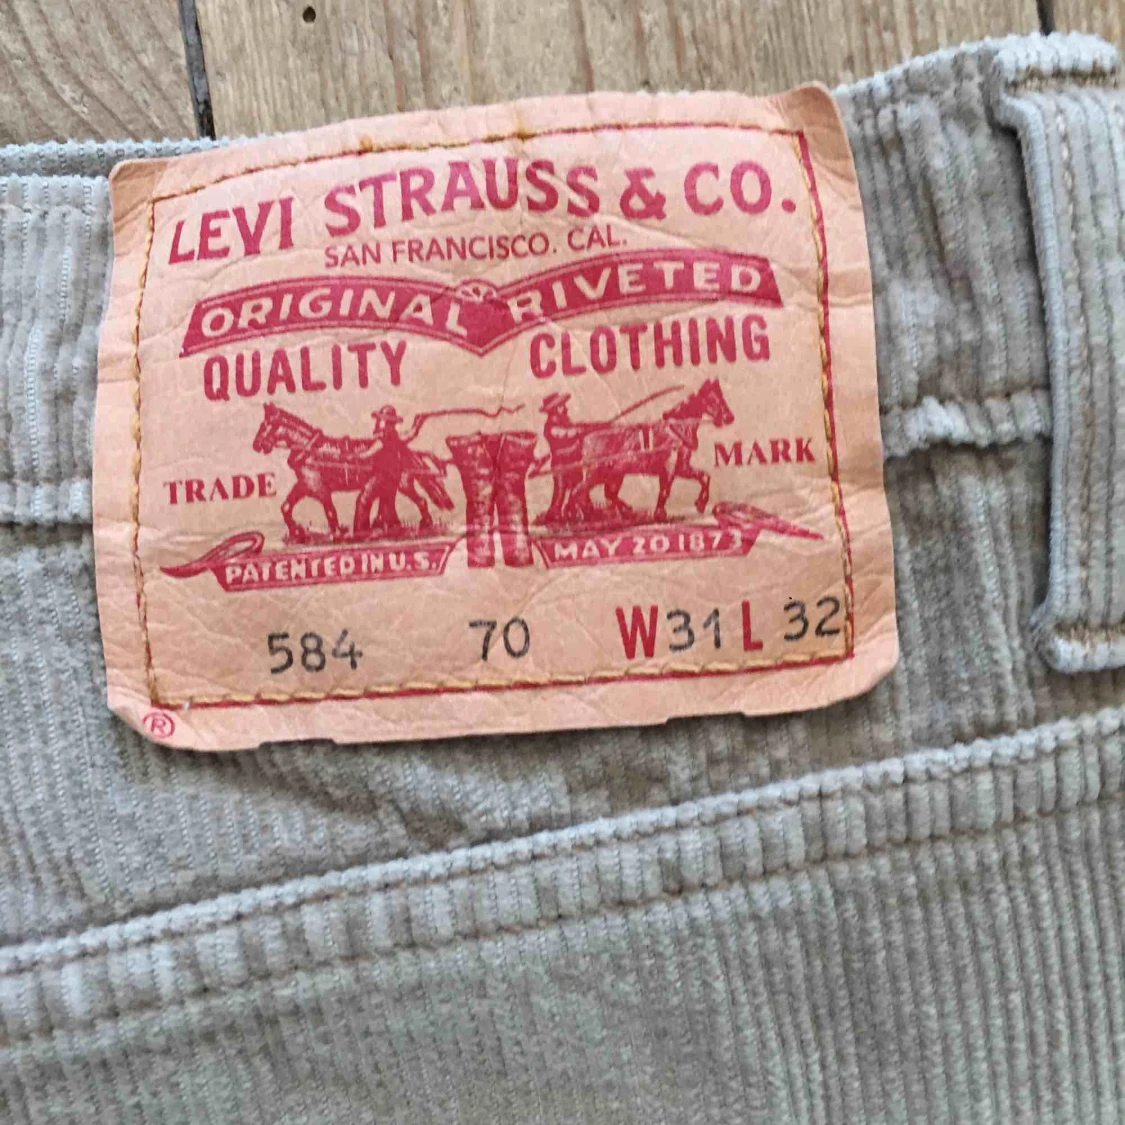 LEVI STRAUSS & CO.
SAN FRANCISCO. CAL.
ORIGINAL RIVETED
QUALITY CLOTHING
TRADE MARK
PATENTED IN U.S. MAY 20 1873
584 70 W31 L 32
®